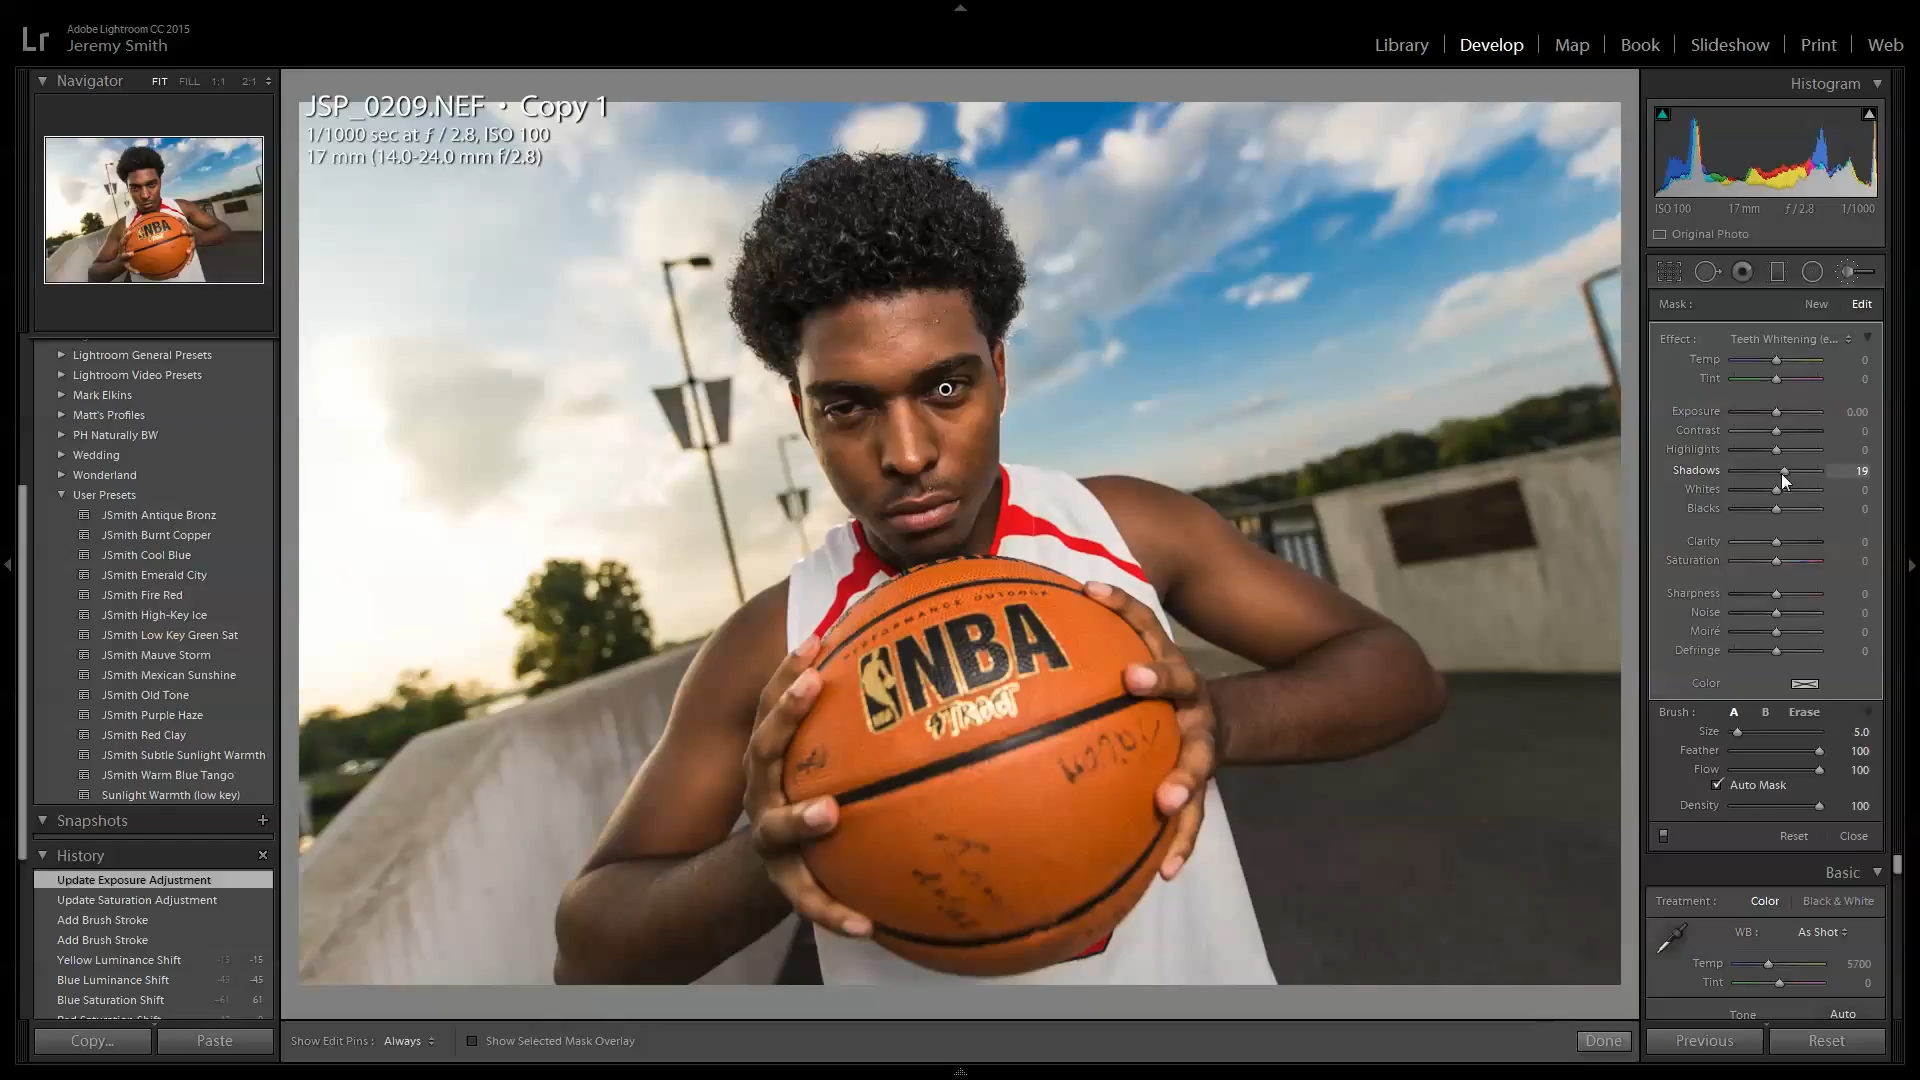 Adobe Lightroom CC 2015
Jeremy Smith
Library
Develop
Map
Book
Slideshow
Print
Web
Navigator
FIT
FILL
1:1
2:1
Lightroom General Presets
Lightroom Video Presets
Mark Elkins
Matt's Profiles
PH Naturally BW
Wedding
Wonderland
User Presets
JSmith Antique Bronz
JSmith Burnt Copper
JSmith Cool Blue
JSmith Emerald City
JSmith Fire Red
JSmith High-Key Ice
JSmith Low Key Green Sat
JSmith Mauve Storm
JSmith Mexican Sunshine
JSmith Old Tone
JSmith Purple Haze
JSmith Red Clay
JSmith Subtle Sunlight Warmth
JSmith Warm Blue Tango
Sunlight Warmth (low key)
Snapshots
History
Update Exposure Adjustment
Update Saturation Adjustment
Add Brush Stroke
Add Brush Stroke
Yellow Luminance Shift -15 -15
Blue Luminance Shift -45 -45
Blue Saturation Shift -61 61
Copy...
Paste
JSP_0209.NEF • Copy 1
1/1000 sec at ƒ / 2.8, ISO 100
17 mm (14.0-24.0 mm f/2.8)
PERFORMANCE OUTDOOR
NBA
STREET
Show Edit Pins : Always
Show Selected Mask Overlay
Done
Histogram
ISO 100 17 mm ƒ / 2.8 1/1000
Original Photo
Mask : New Edit
Effect : Teeth Whitening (e...
Temp 0
Tint 0
Exposure 0.00
Contrast 0
Highlights 0
Shadows 19
Whites 0
Blacks 0
Clarity 0
Saturation 0
Sharpness 0
Noise 0
Moiré 0
Defringe 0
Color
Brush : A B Erase
Size 5.0
Feather 100
Flow 100
Auto Mask
Density 100
Reset Close
Basic
Treatment : Color Black & White
WB : As Shot
Temp 5700
Tint 0
Tone Auto
Previous
Reset